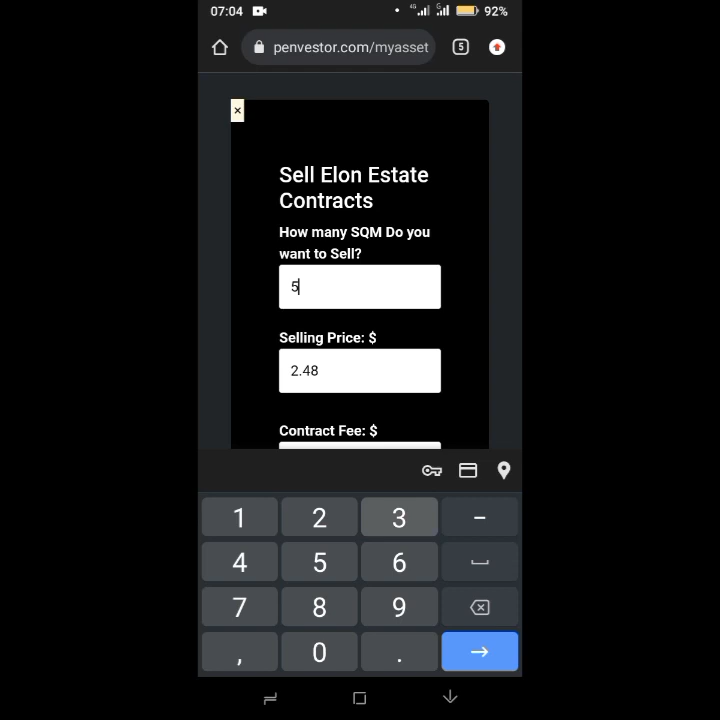 07:04
4G
G
92%
penvestor.com/myasset
5
×
Sell Elon Estate
Contracts
How many SQM Do you
want to Sell?
5
Selling Price: $
2.48
Contract Fee: $
1 2 3 -
4 5 6
7 8 9
, 0 .